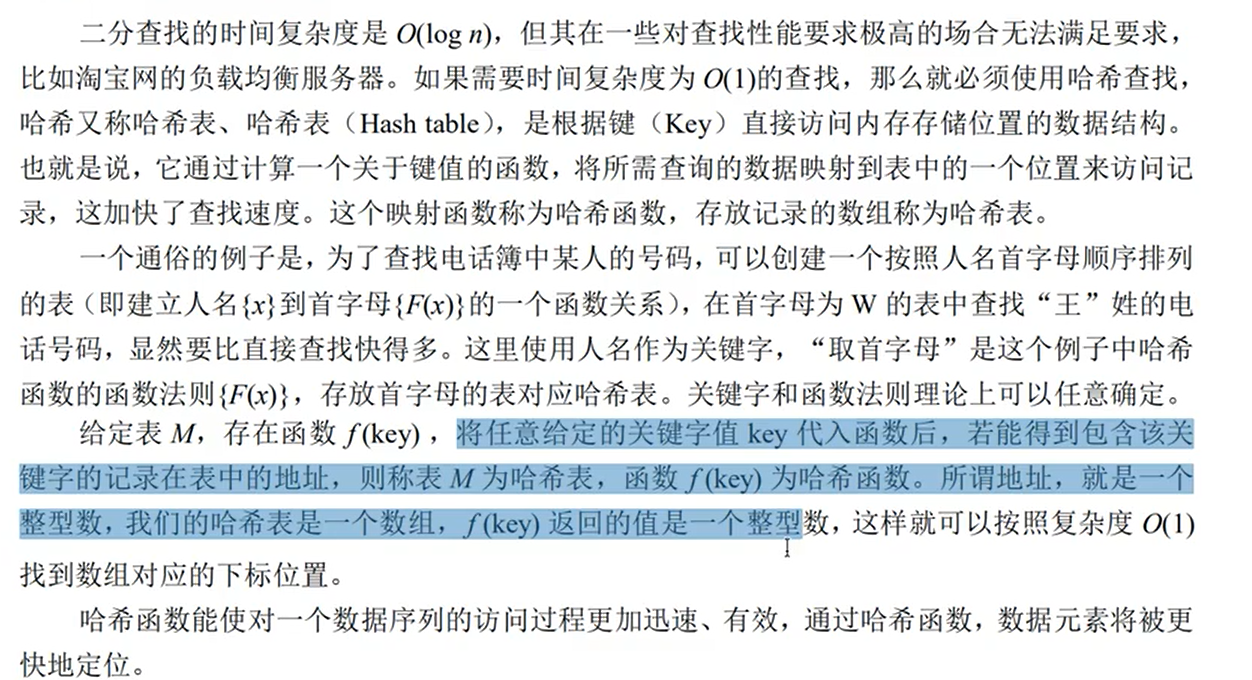 二分查找的时间复杂度是 O(log n)，但其在一些对查找性能要求极高的场合无法满足要求，
比如淘宝网的负载均衡服务器。如果需要时间复杂度为 O(1)的查找，那么就必须使用哈希查找，
哈希又称哈希表、哈希表（Hash table），是根据键（Key）直接访问内存存储位置的数据结构。
也就是说，它通过计算一个关于键值的函数，将所需查询的数据映射到表中的一个位置来访问记
录，这加快了查找速度。这个映射函数称为哈希函数，存放记录的数组称为哈希表。
一个通俗的例子是，为了查找电话簿中某人的号码，可以创建一个按照人名首字母顺序排列
的表（即建立人名{x}到首字母{F(x)}的一个函数关系），在首字母为 W 的表中查找“王”姓的电
话号码，显然要比直接查找快得多。这里使用人名作为关键字，“取首字母”是这个例子中哈希
函数的函数法则{F(x)}，存放首字母的表对应哈希表。关键字和函数法则理论上可以任意确定。
给定表 M，存在函数 f (key) ，将任意给定的关键字值 key 代入函数后，若能得到包含该关
键字的记录在表中的地址，则称表 M 为哈希表，函数 f (key) 为哈希函数。所谓地址，就是一个
整型数，我们的哈希表是一个数组，f (key) 返回的值是一个整型数，这样就可以按照复杂度 O(1)
找到数组对应的下标位置。
哈希函数能使对一个数据序列的访问过程更加迅速、有效，通过哈希函数，数据元素将被更
快地定位。